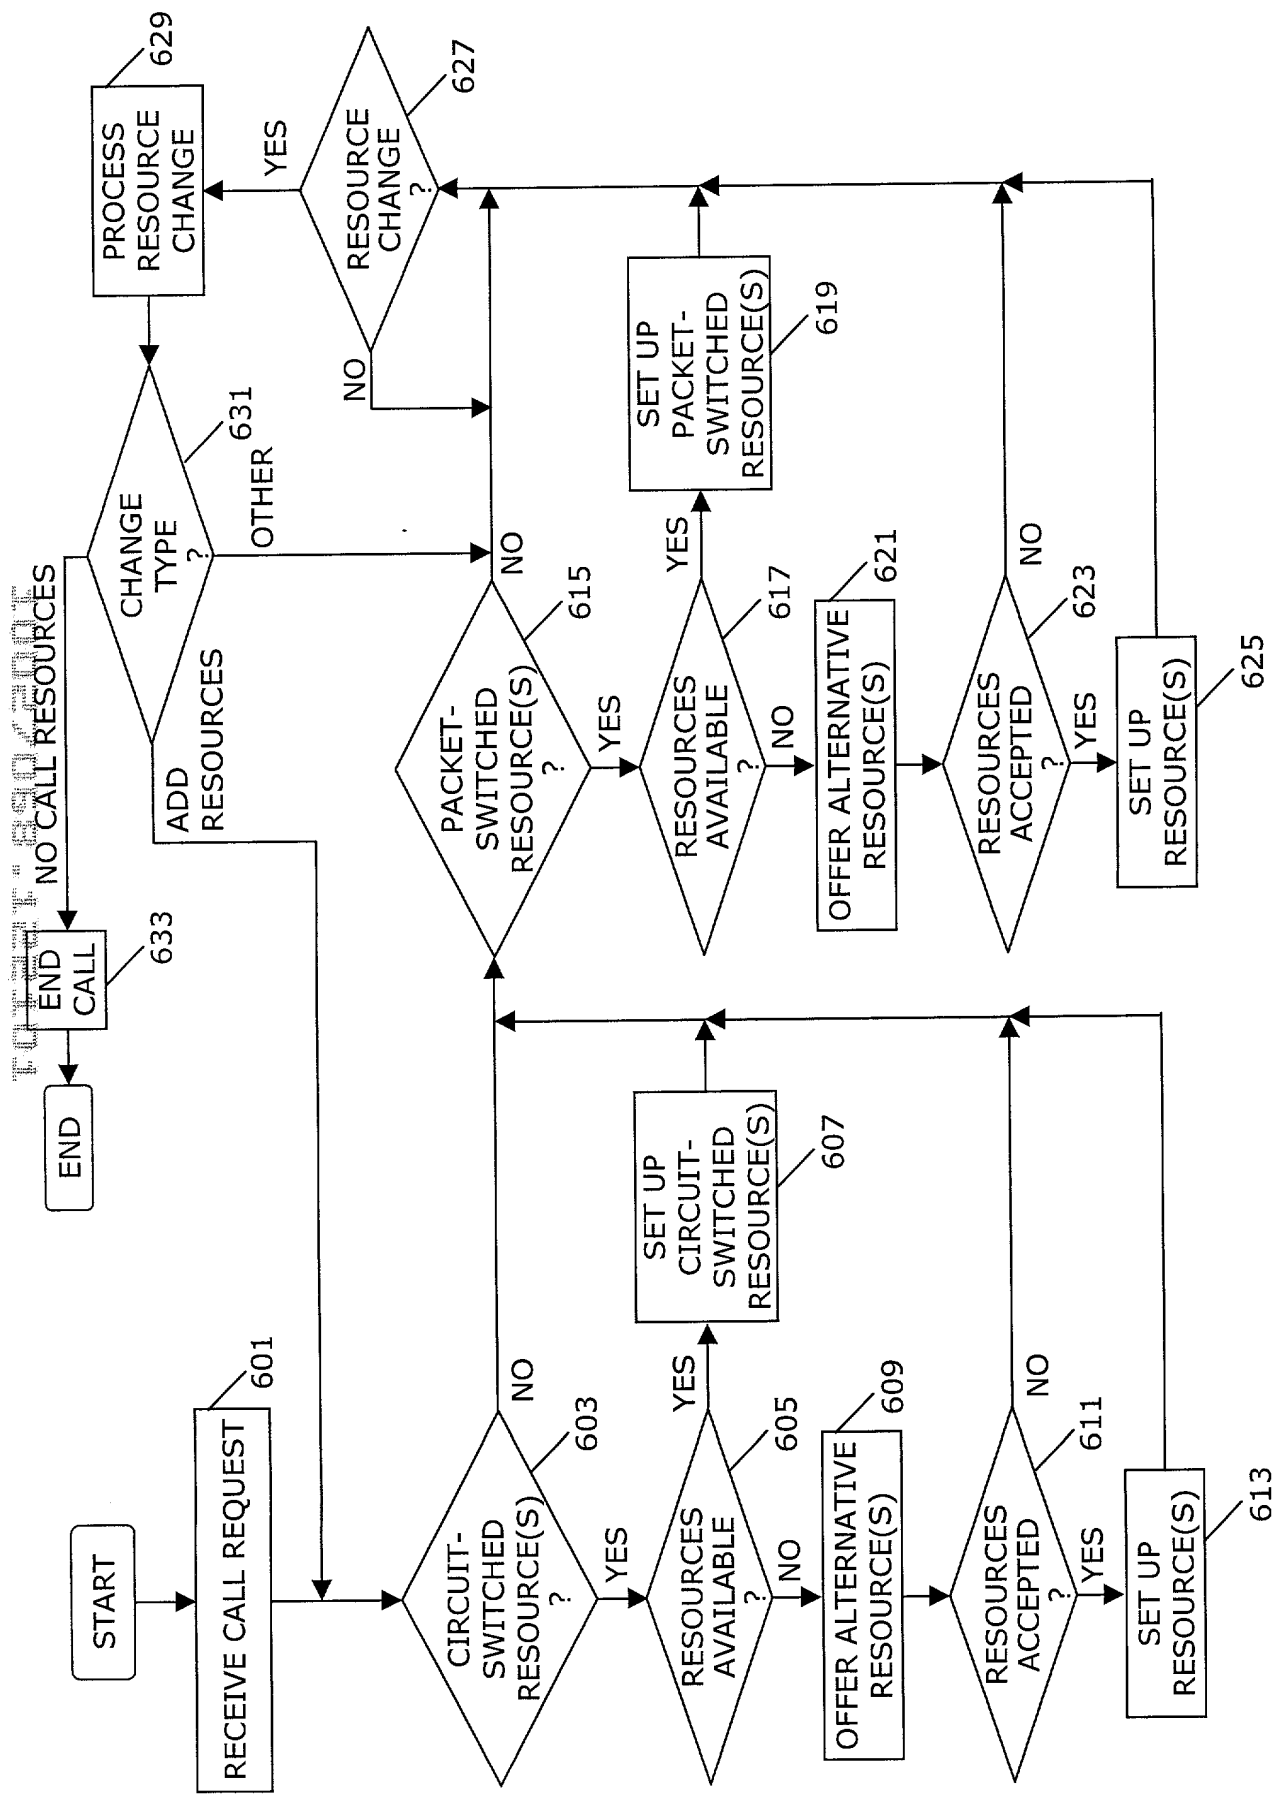 START
601
RECEIVE CALL REQUEST
CIRCUIT-
SWITCHED
RESOURCE(S)
?
603
NO
YES
RESOURCES
AVAILABLE
?
605
YES
NO
SET UP
CIRCUIT-
SWITCHED
RESOURCE(S)
607
OFFER ALTERNATIVE
RESOURCE(S)
609
RESOURCES
ACCEPTED
?
611
NO
YES
SET UP
RESOURCE(S)
613
END
END
CALL
633
NO CALL RESOURCES
ADD
RESOURCES
CHANGE
TYPE
?
631
OTHER
PROCESS
RESOURCE
CHANGE
629
YES
RESOURCE
CHANGE
?
627
NO
PACKET-
SWITCHED
RESOURCE(S)
?
615
NO
YES
RESOURCES
AVAILABLE
?
617
YES
NO
SET UP
PACKET-
SWITCHED
RESOURCE(S)
619
OFFER ALTERNATIVE
RESOURCE(S)
621
RESOURCES
ACCEPTED
?
623
NO
YES
SET UP
RESOURCE(S)
625